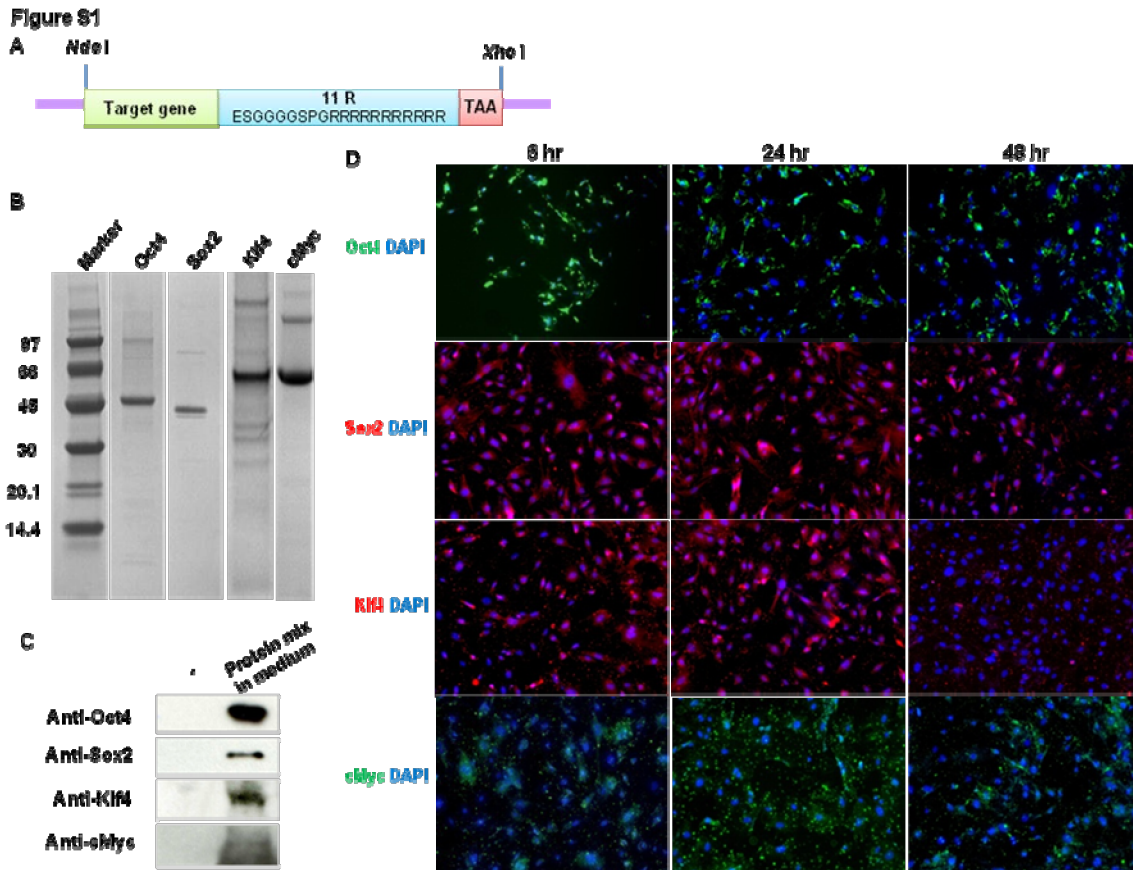 Figure S1
A
Nde I
Xho I
Target gene
11 R
ESGGGGSPGRRRRRRRRRRR
TAA
B
Marker
Oct4
Sox2
Klf4
cMyc
97
66
45
30
20.1
14.4
C
-
Protein mix
in medium
Anti-Oct4
Anti-Sox2
Anti-Klf4
Anti-cMyc
D
6 hr
24 hr
48 hr
Oct4 DAPI
Sox2 DAPI
Klf4 DAPI
cMyc DAPI